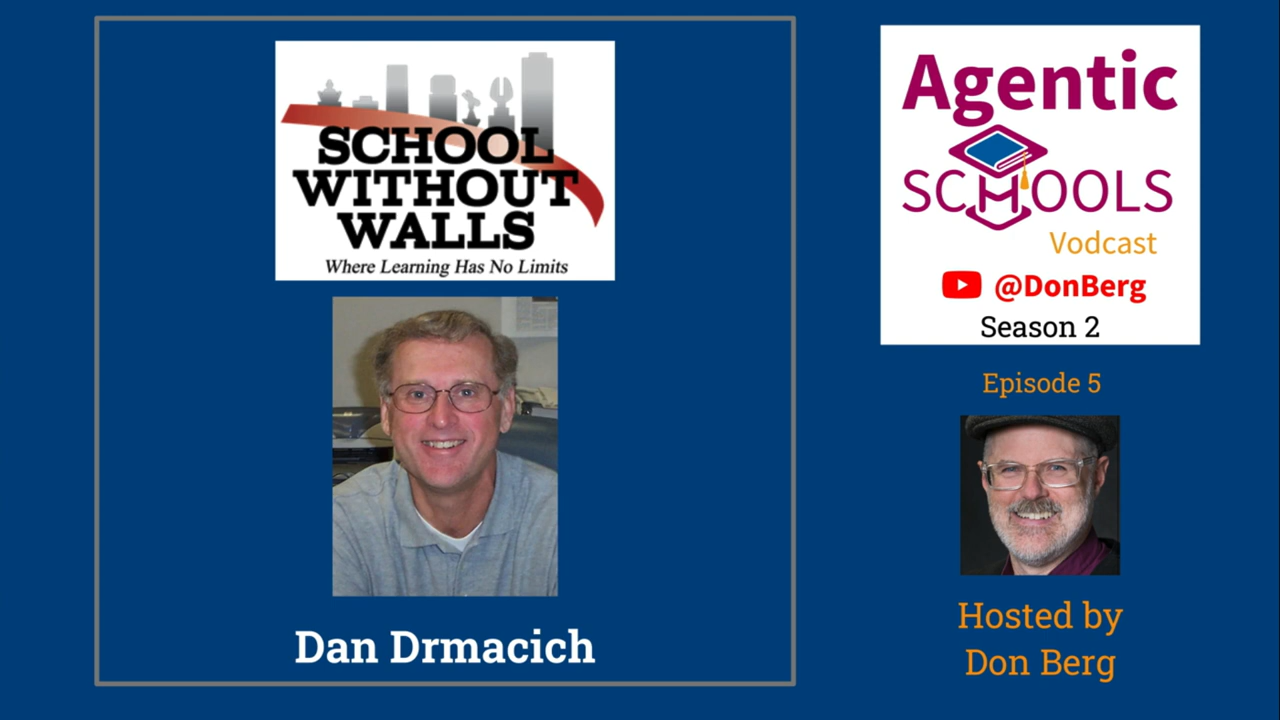 SCHOOL
WITHOUT
WALLS
Where Learning Has No Limits
Dan Drmacich
Agentic
SCHOOLS
Vodcast
@DonBerg
Season 2
Episode 5
Hosted by
Don Berg